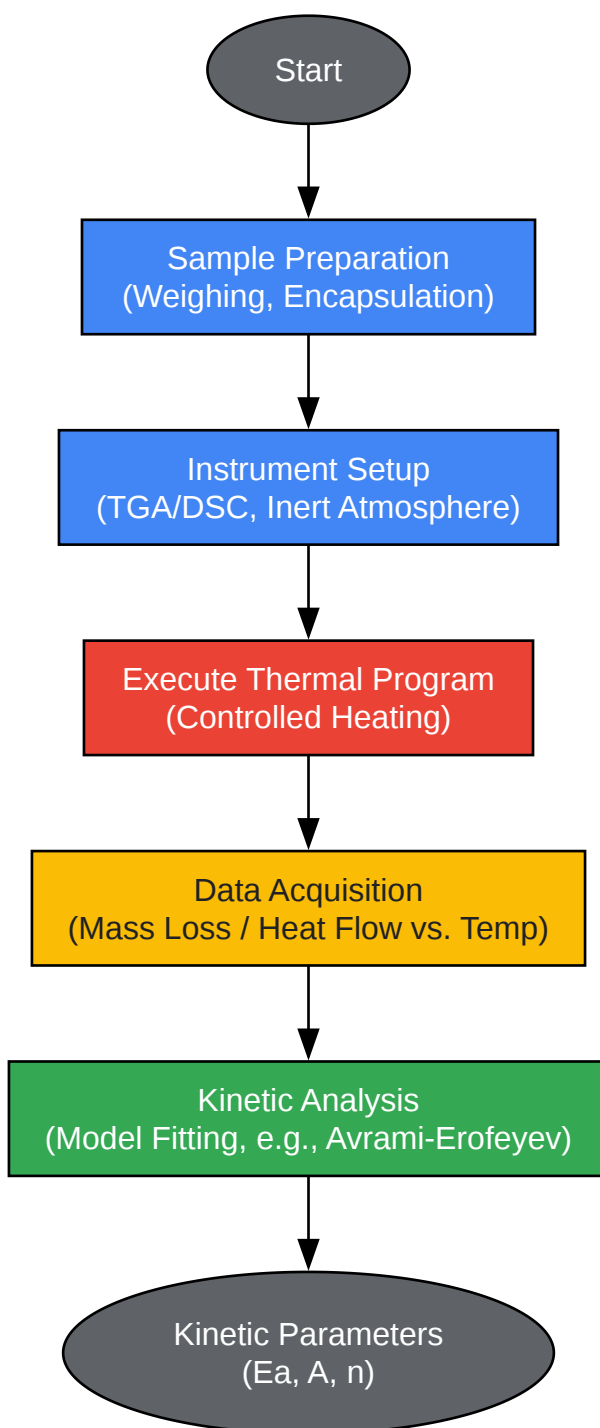 Start
Sample Preparation
(Weighing, Encapsulation)
Instrument Setup
(TGA/DSC, Inert Atmosphere)
Execute Thermal Program
(Controlled Heating)
Data Acquisition
(Mass Loss / Heat Flow vs. Temp)
Kinetic Analysis
(Model Fitting, e.g., Avrami-Erofeyev)
Kinetic Parameters
(Ea, A, n)